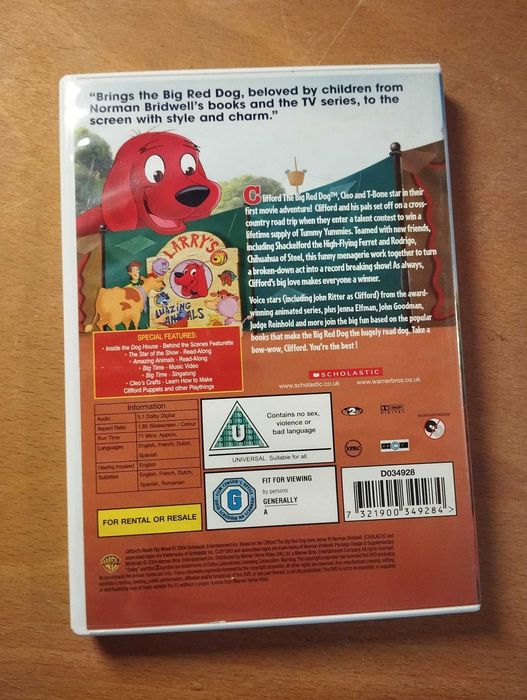 "Brings the Big Red Dog, beloved by children from
Norman Bridwell's books and the TV series, to the
screen with style and charm."
Clifford The Big Red Dog™, Cleo and T-Bone star in their
first movie adventure! Clifford and his pals set off on a cross-
country road trip when they enter a talent contest to win a
lifetime supply of Tummy Yummies. Teamed with new friends,
including Shackelford the High-Flying Ferret and Rodrigo,
Chihuahua of Steel, this funny menagerie work together to turn
a broken-down act into a record breaking show! As always,
Clifford's big love makes everyone a winner.
Voice stars (including John Ritter as Clifford) from the award-
winning animated series, plus Jenna Elfman, John Goodman,
Judge Reinhold and more join the big fun based on the popular
books that make the Big Red Dog the hugely read dog. Take a
bow-wow, Clifford. You're the best !
LARRY'S
AMAZING
ANIMALS
SPECIAL FEATURES:
• Inside the Dog House - Behind the Scenes Featurette
• The Star of the Show - Read-Along
• Amazing Animals - Read-Along
• Big Time - Music Video
• Big Time - Singalong
• Cleo's Crafts - Learn How to Make
Clifford Puppets and other Playthings
SCHOLASTIC
www.scholastic.co.uk
www.warnerbros.co.uk
Information
Audio 5.1 Dolby Digital
Aspect Ratio 1.85 Widescreen / Colour
Run Time 71 Mins. Approx.
Languages English, French, Dutch,
Spanish
Hearing Impaired English
Subtitles English, French, Dutch,
Spanish, Romanian
U
Contains no sex,
violence or
bad language
UNIVERSAL Suitable for all.
2
G
FIT FOR VIEWING
by persons
GENERALLY
A
VPRC
D034928
7 321900 349284 >
FOR RENTAL OR RESALE